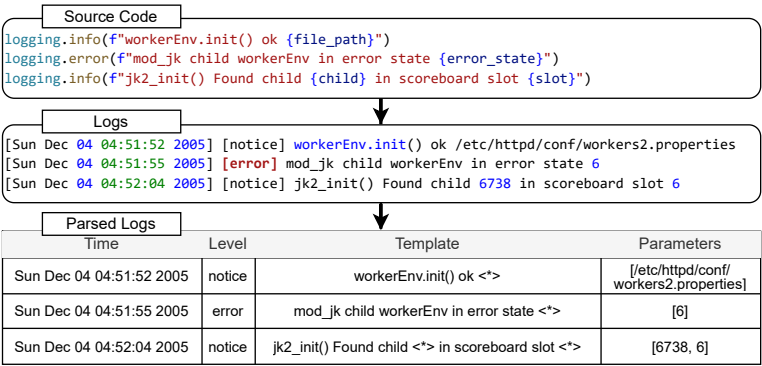 Source Code
logging.info(f"workerEnv.init() ok {file_path}")
logging.error(f"mod_jk child workerEnv in error state {error_state}")
logging.info(f"jk2_init() Found child {child} in scoreboard slot {slot}")
Logs
[Sun Dec 04 04:51:52 2005] [notice] workerEnv.init() ok /etc/httpd/conf/workers2.properties
[Sun Dec 04 04:51:55 2005] [error] mod_jk child workerEnv in error state 6
[Sun Dec 04 04:52:04 2005] [notice] jk2_init() Found child 6738 in scoreboard slot 6
Parsed Logs
Time Level Template Parameters
Sun Dec 04 04:51:52 2005 notice workerEnv.init() ok <*> [/etc/httpd/conf/
workers2.properties]
Sun Dec 04 04:51:55 2005 error mod_jk child workerEnv in error state <*> [6]
Sun Dec 04 04:52:04 2005 notice jk2_init() Found child <*> in scoreboard slot <*> [6738, 6]